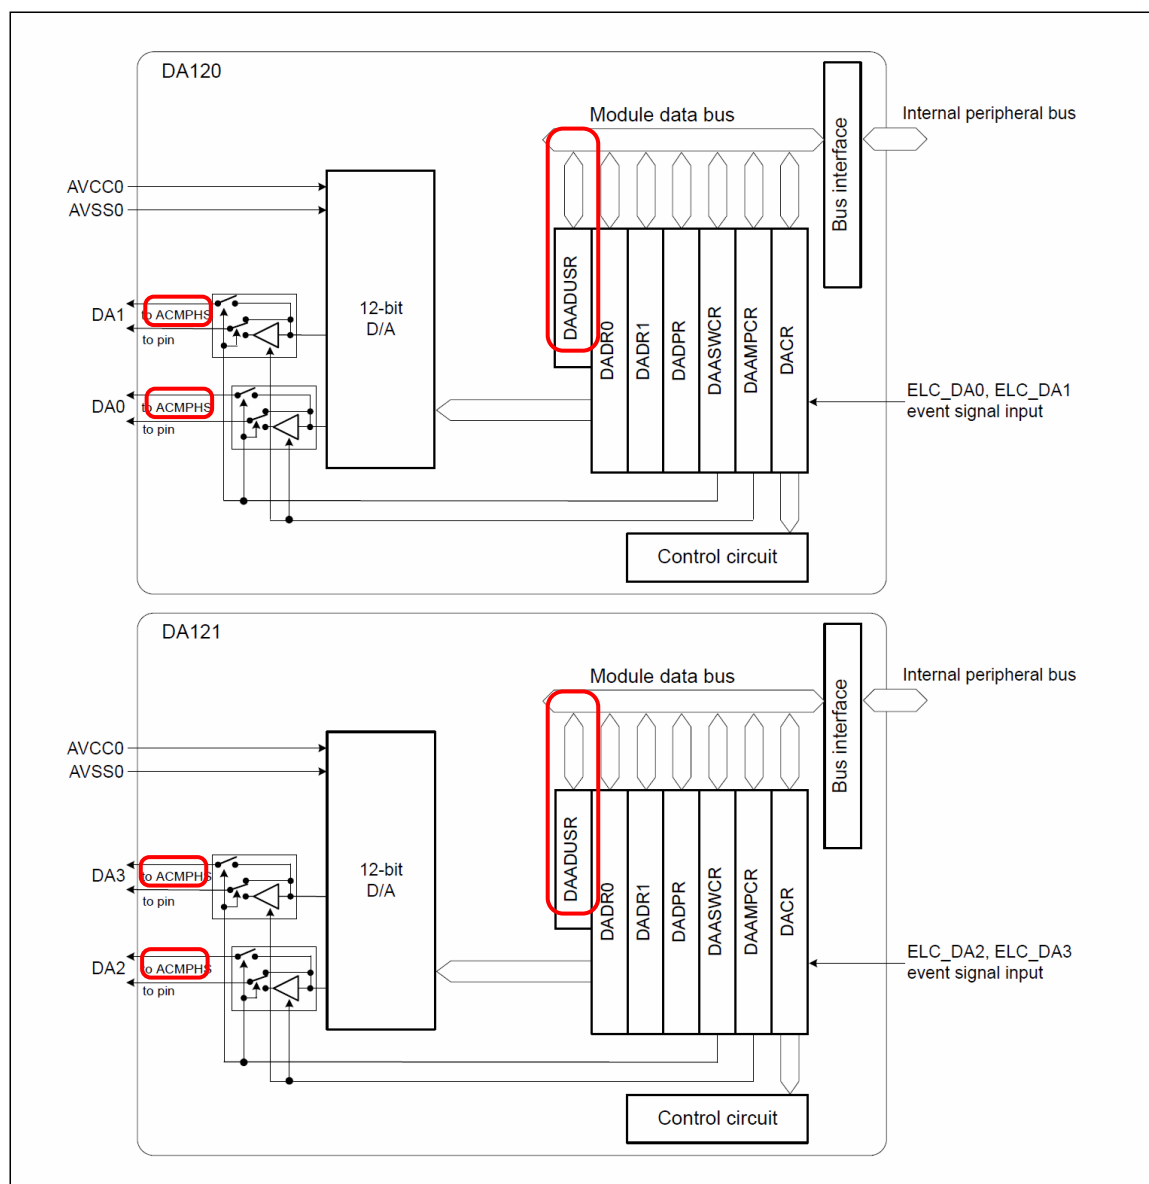 DA120
Module data bus
Internal peripheral bus
Bus interface
AVCC0
AVSS0
12-bit
D/A
DAADUSR
DADR0
DADR1
DADPR
DAASWCR
DAAMPCR
DACR
DA1
to ACMPHS
to pin
DA0
to ACMPHS
to pin
ELC_DA0, ELC_DA1
event signal input
Control circuit
DA121
Module data bus
Internal peripheral bus
Bus interface
AVCC0
AVSS0
12-bit
D/A
DAADUSR
DADR0
DADR1
DADPR
DAASWCR
DAAMPCR
DACR
DA3
to ACMPHS
to pin
DA2
to ACMPHS
to pin
ELC_DA2, ELC_DA3
event signal input
Control circuit